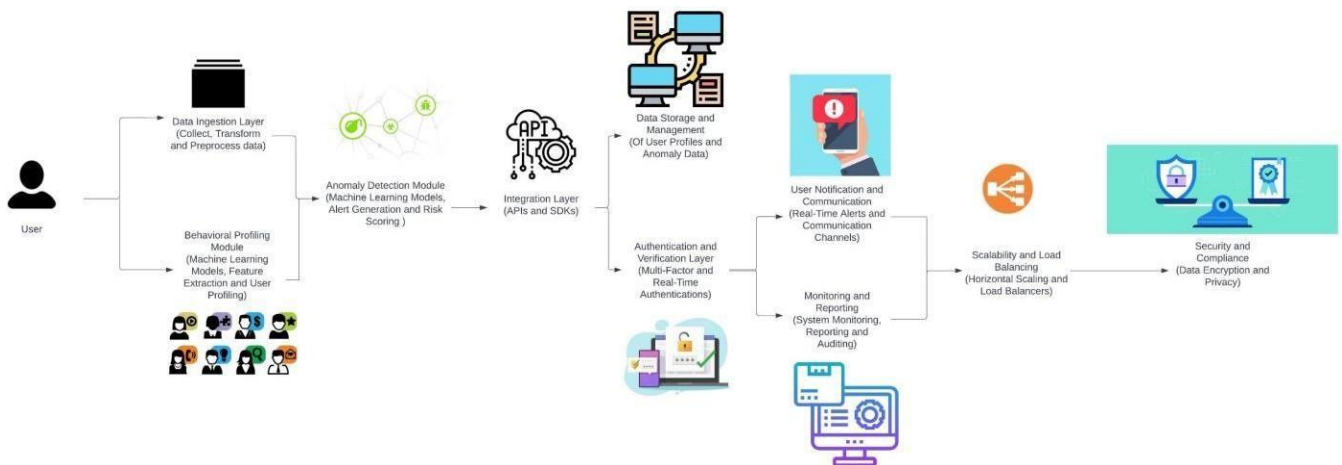 User
Data Ingestion Layer
(Collect, Transform
and Preprocess data)
Behavioral Profiling
Module
(Machine Learning
Models, Feature
Extraction and User
Profiling)
Anomaly Detection Module
(Machine Learning Models,
Alert Generation and Risk
Scoring )
API
Integration Layer
(APIs and SDKs)
Data Storage and
Management
(Of User Profiles and
Anomaly Data)
Authentication and
Verification Layer
(Multi-Factor and
Real-Time
Authentications)
User Notification and
Communication
(Real-Time Alerts and
Communication
Channels)
Monitoring and
Reporting
(System Monitoring,
Reporting and
Auditing)
Scalability and Load
Balancing
(Horizontal Scaling and
Load Balancers)
Security and
Compliance
(Data Encryption and
Privacy)